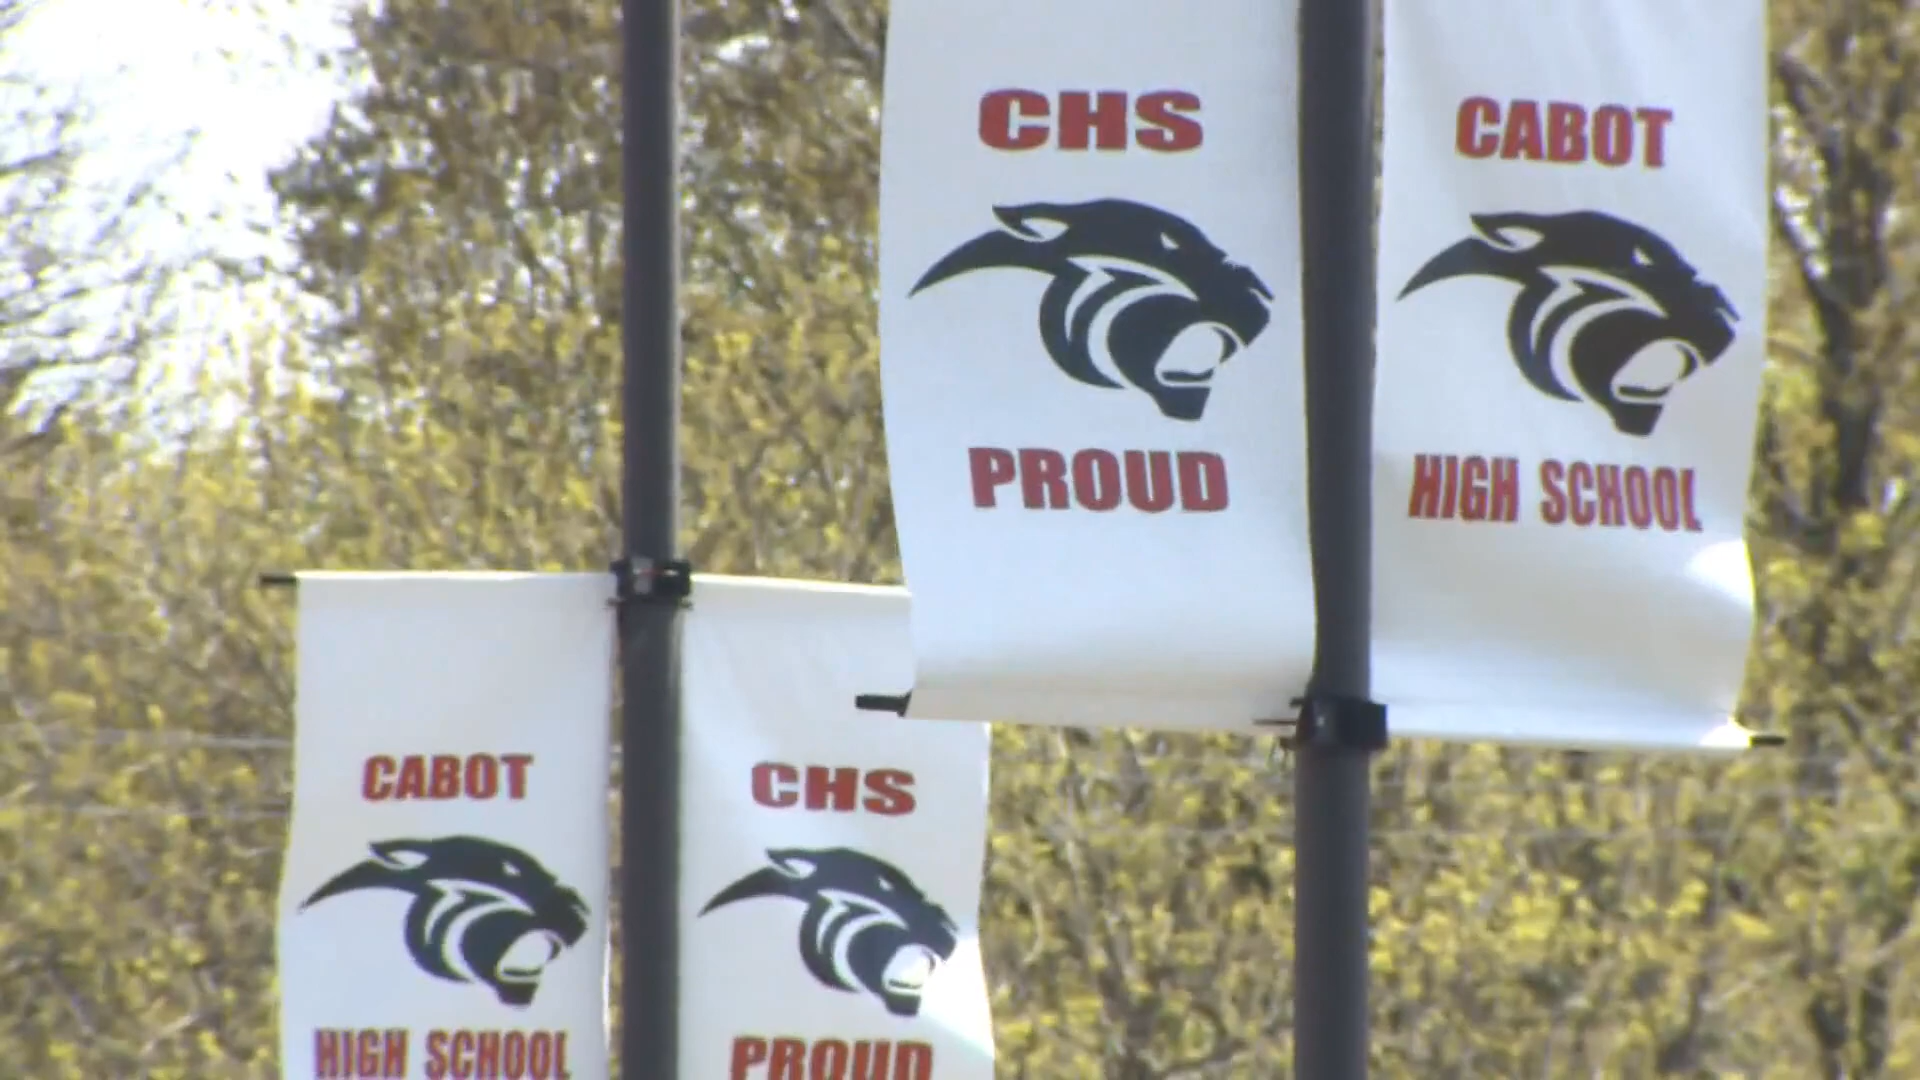 CHS
PROUD
CABOT
HIGH SCHOOL
CABOT
HIGH SCHOOL
CHS
PROUD